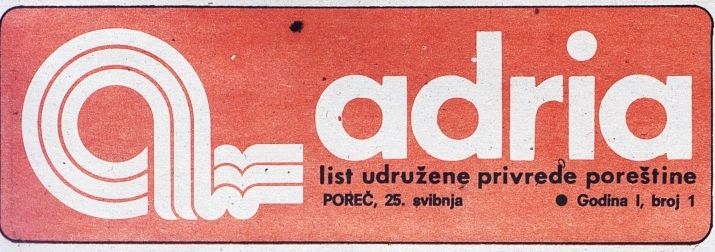 adria
list udružene privrede poreštine
POREČ, 25. svibnja ● Godina I, broj 1